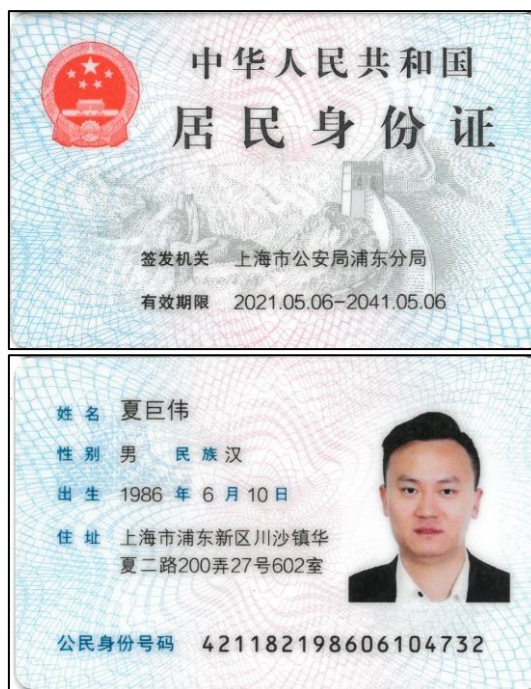 中华人民共和国
居民身份证
签发机关 上海市公安局浦东分局
有效期限 2021.05.06-2041.05.06
姓名 夏巨伟
性别 男 民族 汉
出生 1986 年 6 月 10 日
住址 上海市浦东新区川沙镇华
夏二路200弄27号602室
公民身份号码 421182198606104732